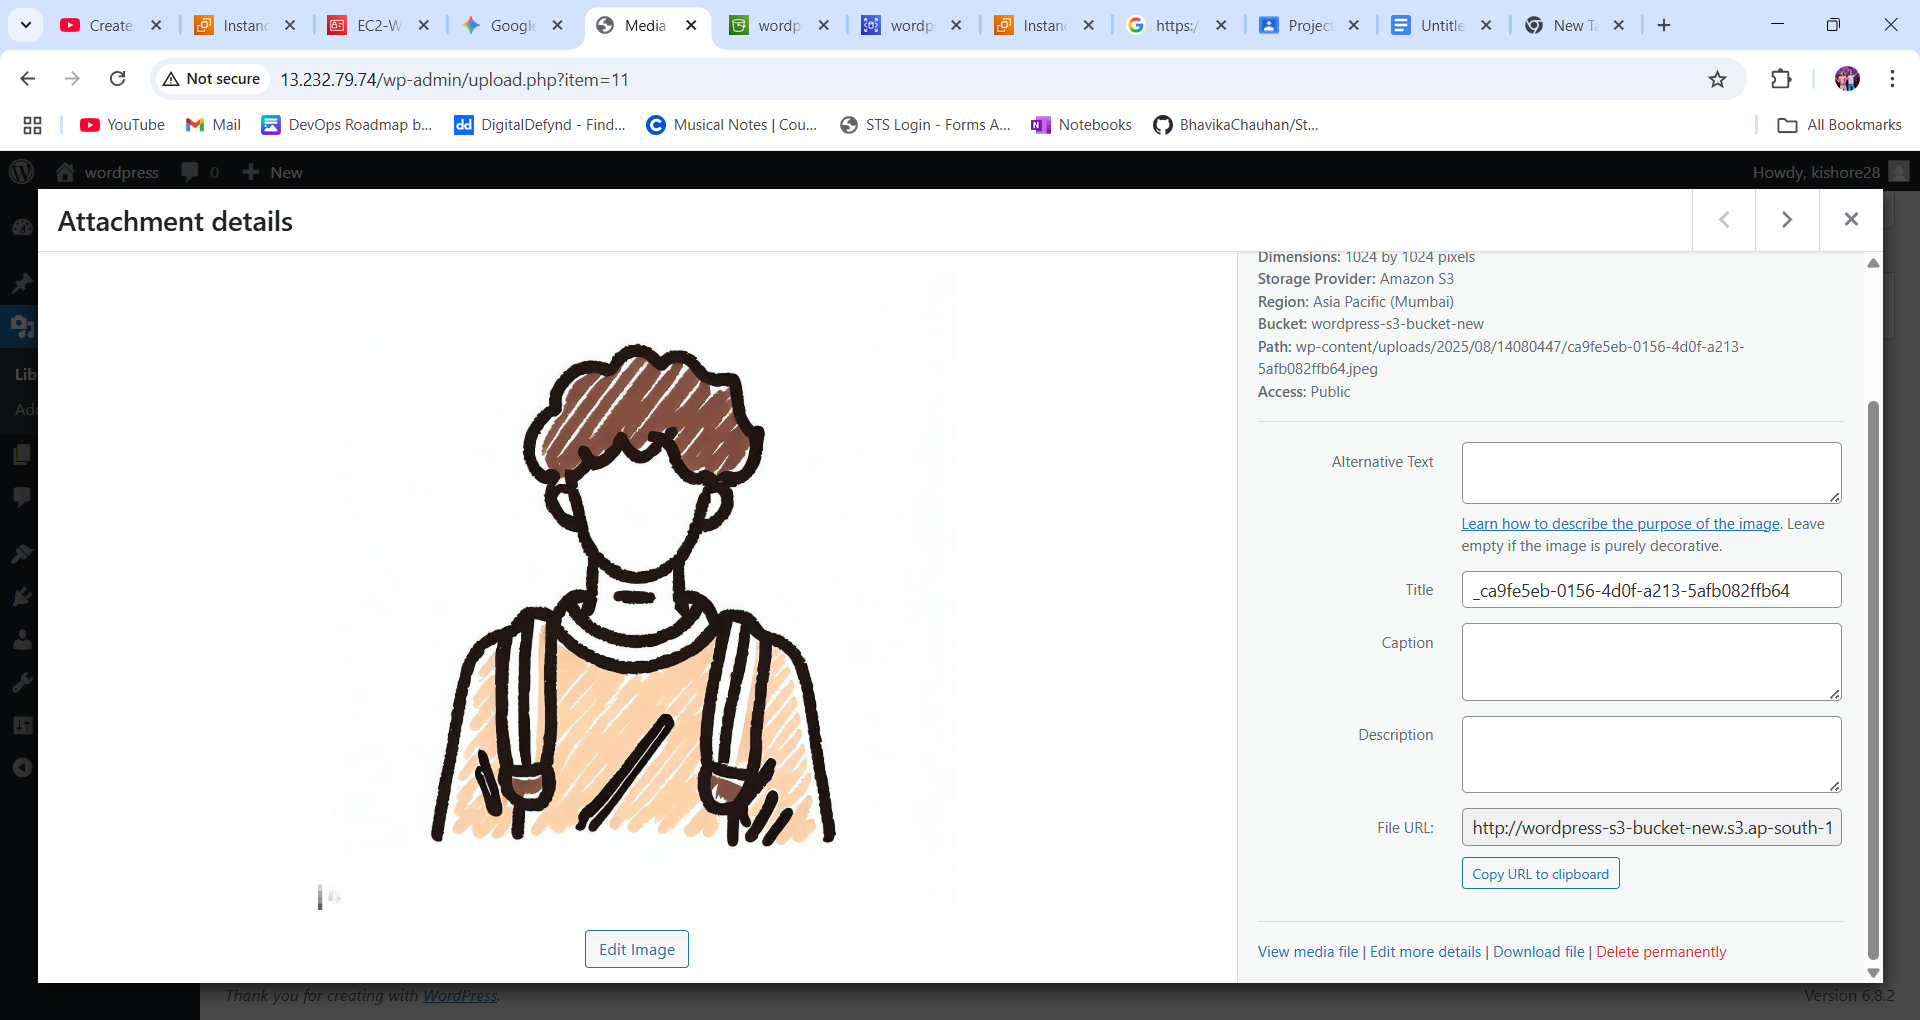 Create
Instanc
EC2-W
Google
Media
wordp
wordp
Instanc
https:/
Project
Untitle
New Ta
Not secure 13.232.79.74/wp-admin/upload.php?item=11
YouTube
Mail
DevOps Roadmap b...
DigitalDefynd - Find...
Musical Notes | Cou...
STS Login - Forms A...
Notebooks
BhavikaChauhan/St...
All Bookmarks
wordpress 0 New
Howdy, kishore28
Attachment details
Lib
Add
Dimensions: 1024 by 1024 pixels
Storage Provider: Amazon S3
Region: Asia Pacific (Mumbai)
Bucket: wordpress-s3-bucket-new
Path: wp-content/uploads/2025/08/14080447/ca9fe5eb-0156-4d0f-a213-
5afb082ffb64.jpeg
Access: Public
Alternative Text
Learn how to describe the purpose of the image. Leave
empty if the image is purely decorative.
Title _ca9fe5eb-0156-4d0f-a213-5afb082ffb64
Caption
Description
File URL: http://wordpress-s3-bucket-new.s3.ap-south-1
Copy URL to clipboard
Edit Image
View media file | Edit more details | Download file | Delete permanently
Thank you for creating with WordPress.
Version 6.8.2